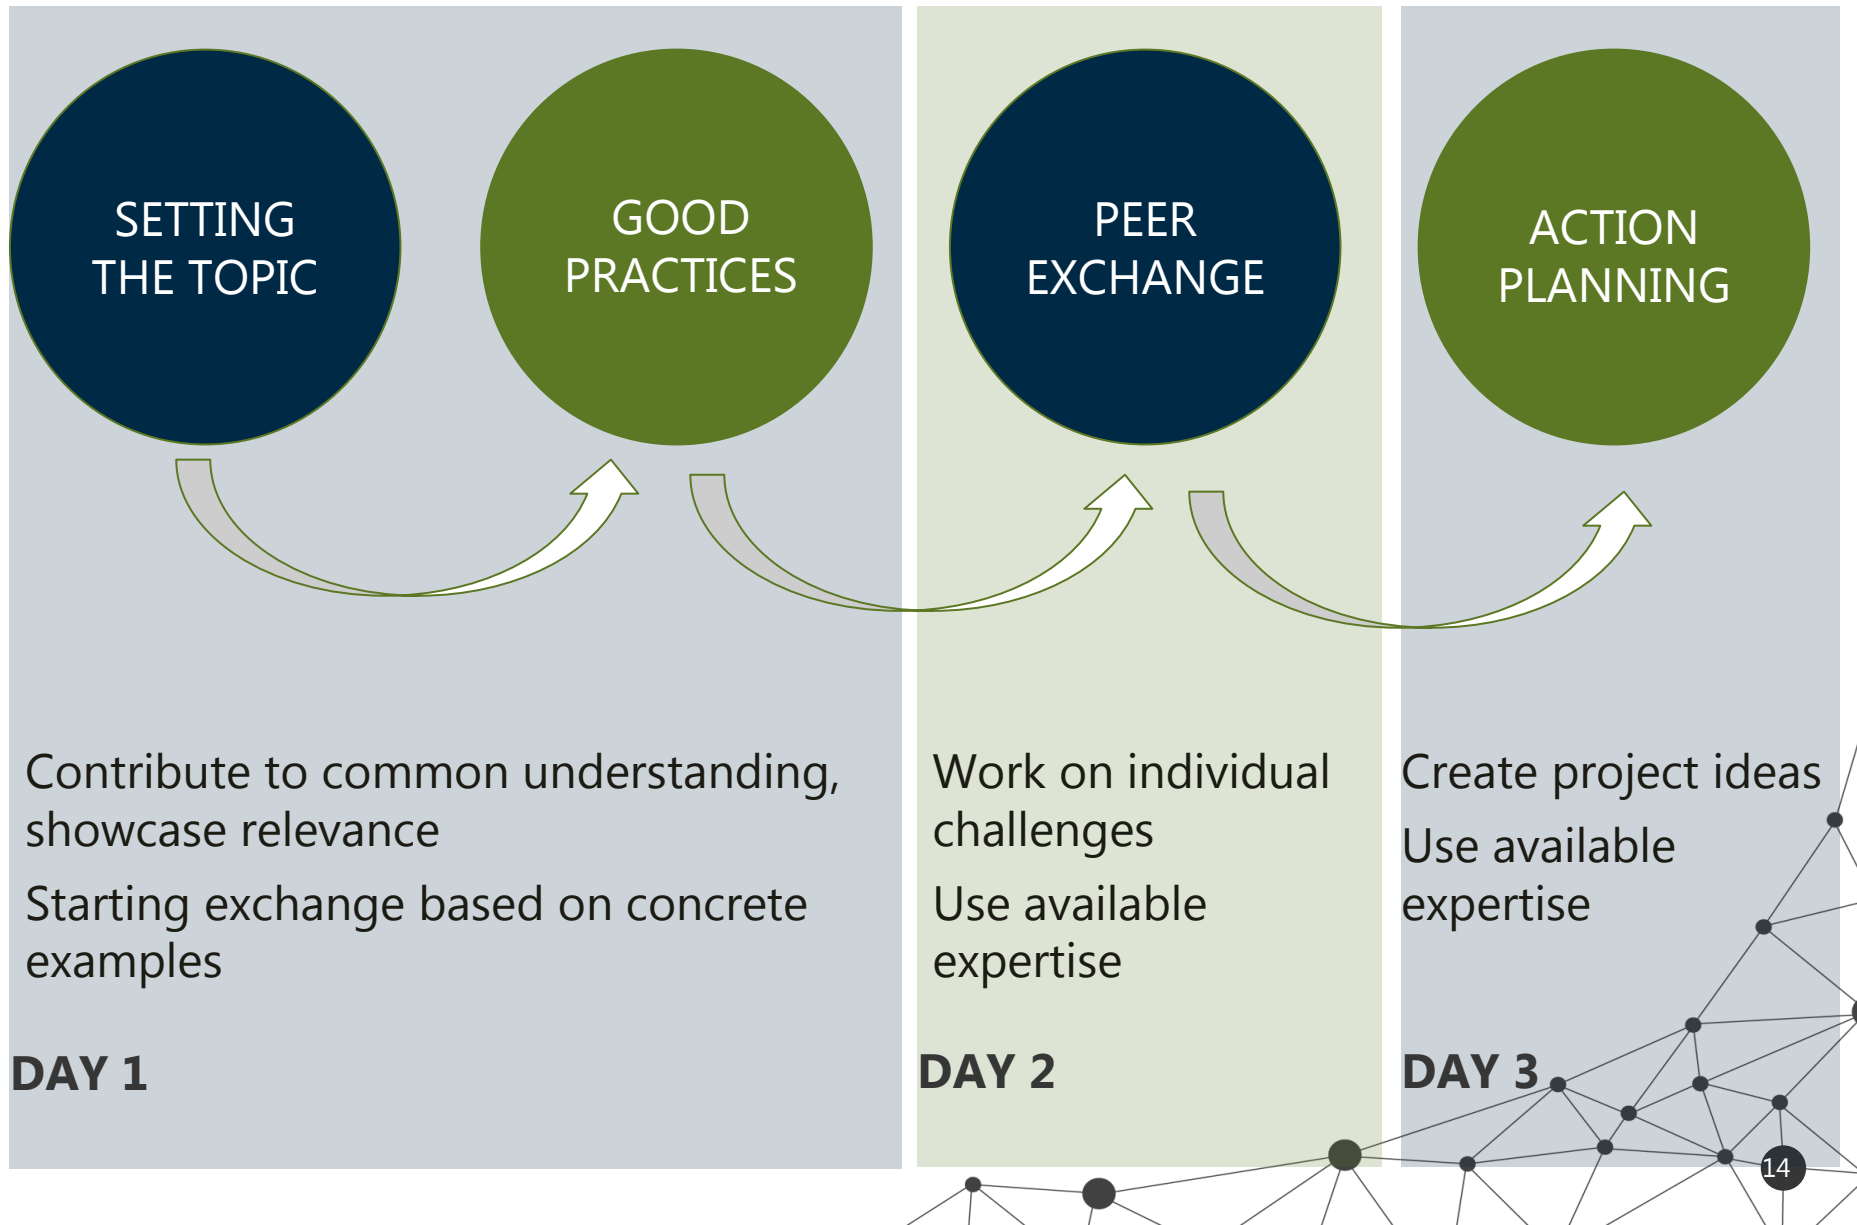 SETTING
THE TOPIC
GOOD
PRACTICES
PEER
EXCHANGE
ACTION
PLANNING
Contribute to common understanding,
showcase relevance
Starting exchange based on concrete
examples
DAY 1
Work on individual
challenges
Use available
expertise
DAY 2
Create project ideas
Use available
expertise
DAY 3
14